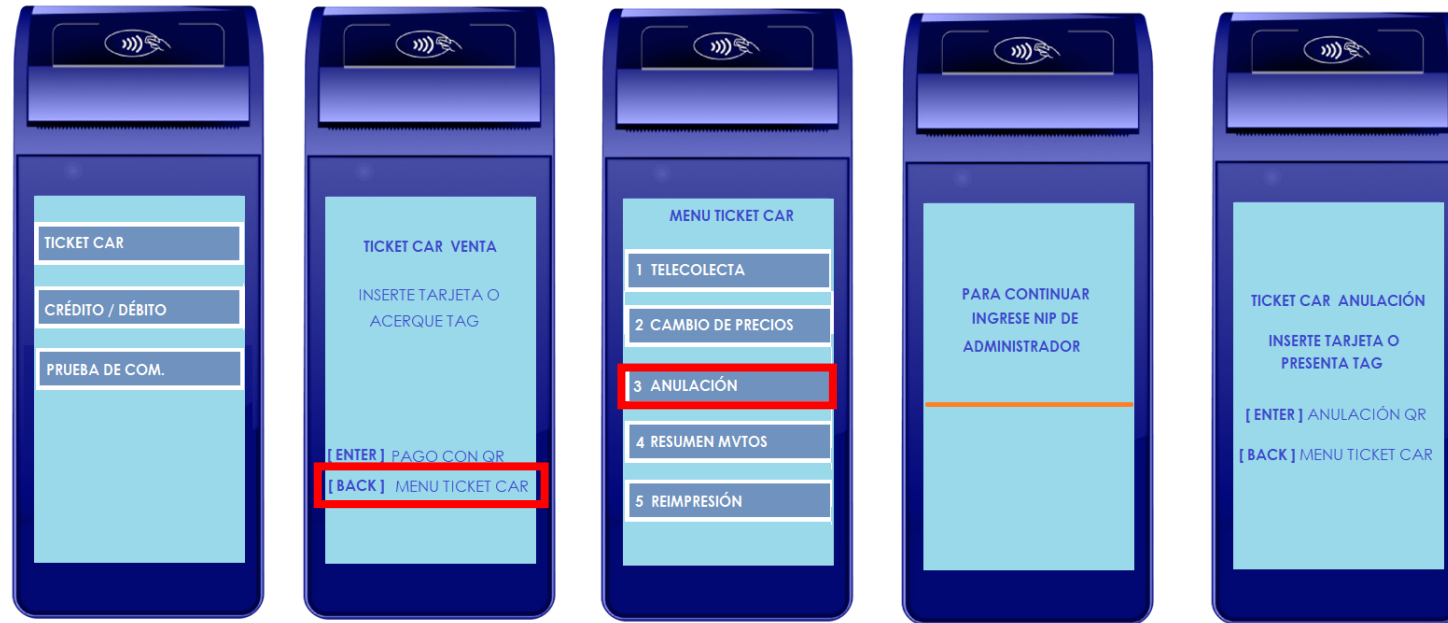 TICKET CAR
CRÉDITO / DÉBITO
PRUEBA DE COM.
TICKET CAR VENTA
INSERTE TARJETA O
ACERQUE TAG
[ ENTER ] PAGO CON QR
[ BACK ] MENU TICKET CAR
MENU TICKET CAR
1 TELECOLECTA
2 CAMBIO DE PRECIOS
3 ANULACIÓN
4 RESUMEN MVTOS
5 REIMPRESIÓN
PARA CONTINUAR
INGRESE NIP DE
ADMINISTRADOR
TICKET CAR ANULACIÓN
INSERTE TARJETA O
PRESENTA TAG
[ ENTER ] ANULACIÓN QR
[ BACK ] MENU TICKET CAR